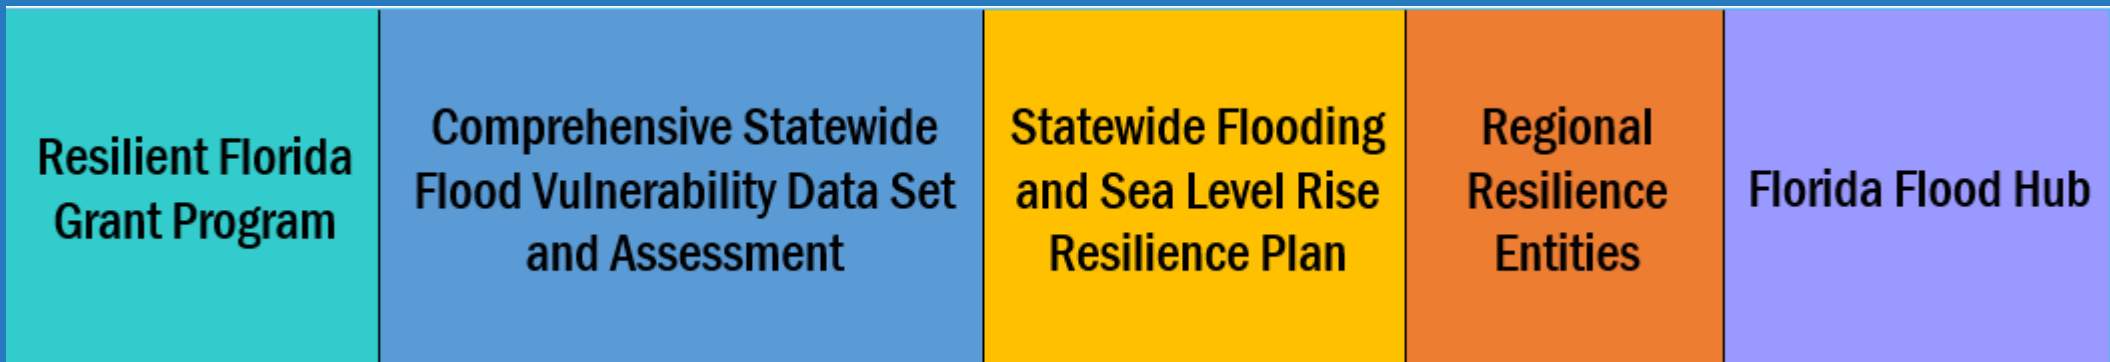 Resilient Florida
Grant Program
Comprehensive Statewide
Flood Vulnerability Data Set
and Assessment
Statewide Flooding
and Sea Level Rise
Resilience Plan
Regional
Resilience
Entities
Florida Flood Hub